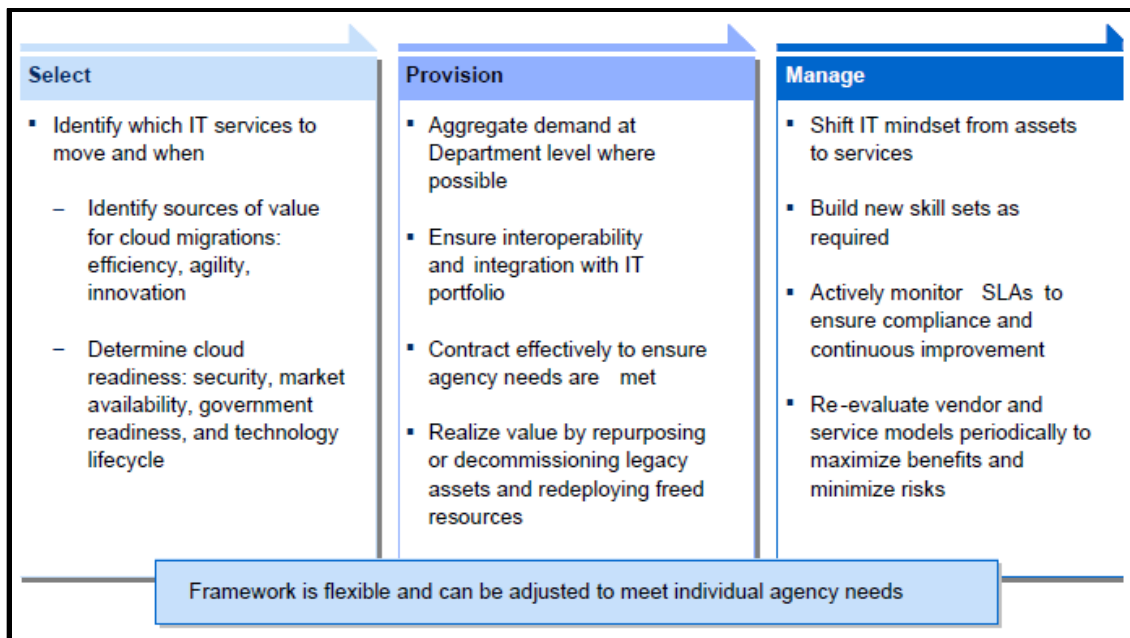 Select
▪ Identify which IT services to
move and when
– Identify sources of value
for cloud migrations:
efficiency, agility,
innovation
– Determine cloud
readiness: security, market
availability, government
readiness, and technology
lifecycle
Provision
▪ Aggregate demand at
Department level where
possible
▪ Ensure interoperability
and integration with IT
portfolio
▪ Contract effectively to ensure
agency needs are met
▪ Realize value by repurposing
or decommissioning legacy
assets and redeploying freed
resources
Manage
▪ Shift IT mindset from assets
to services
▪ Build new skill sets as
required
▪ Actively monitor SLAs to
ensure compliance and
continuous improvement
▪ Re-evaluate vendor and
service models periodically to
maximize benefits and
minimize risks
Framework is flexible and can be adjusted to meet individual agency needs